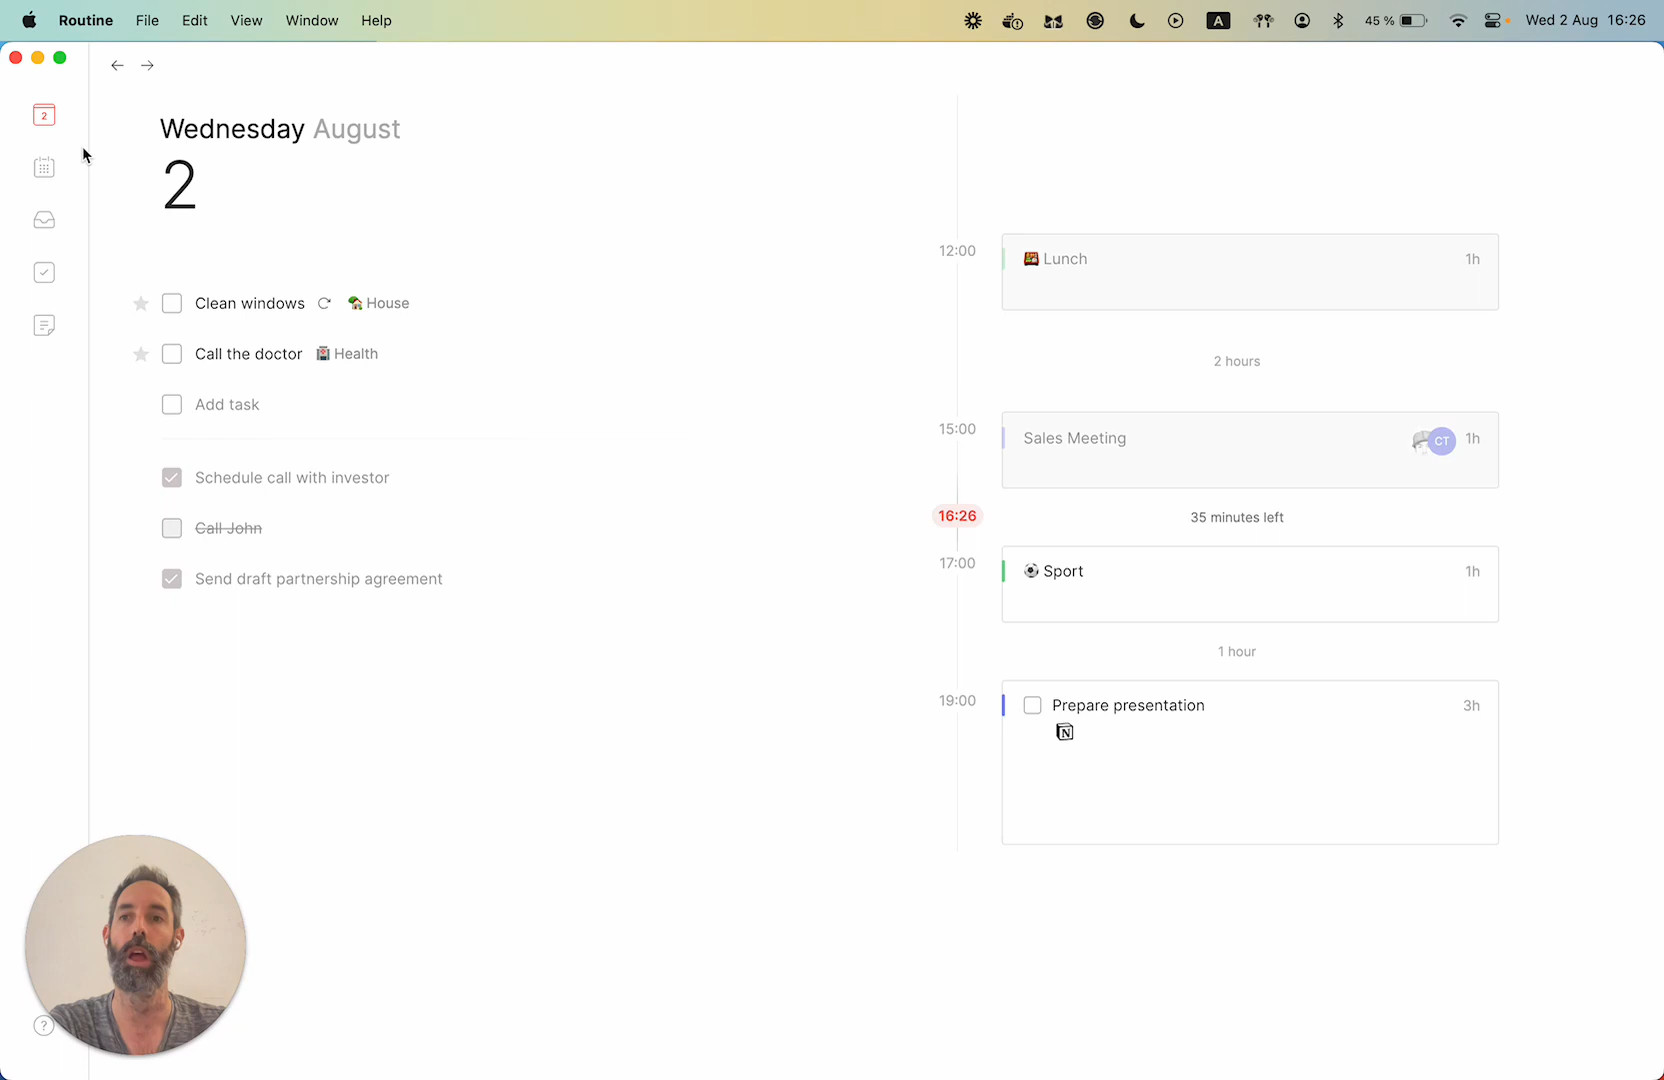 Routine File Edit View Window Help
A 45 % Wed 2 Aug 16:26
2
Wednesday August
2
Clean windows House
Call the doctor Health
Add task
Schedule call with investor
Call John
Send draft partnership agreement
12:00 Lunch 1h
2 hours
15:00 Sales Meeting CT 1h
16:26 35 minutes left
17:00 Sport 1h
1 hour
19:00 Prepare presentation 3h
N
?